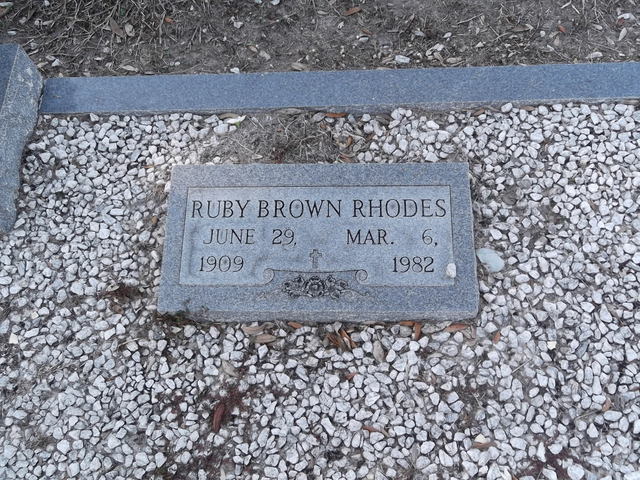 RUBY BROWN RHODES
JUNE 29, MAR. 6,
1909 1982